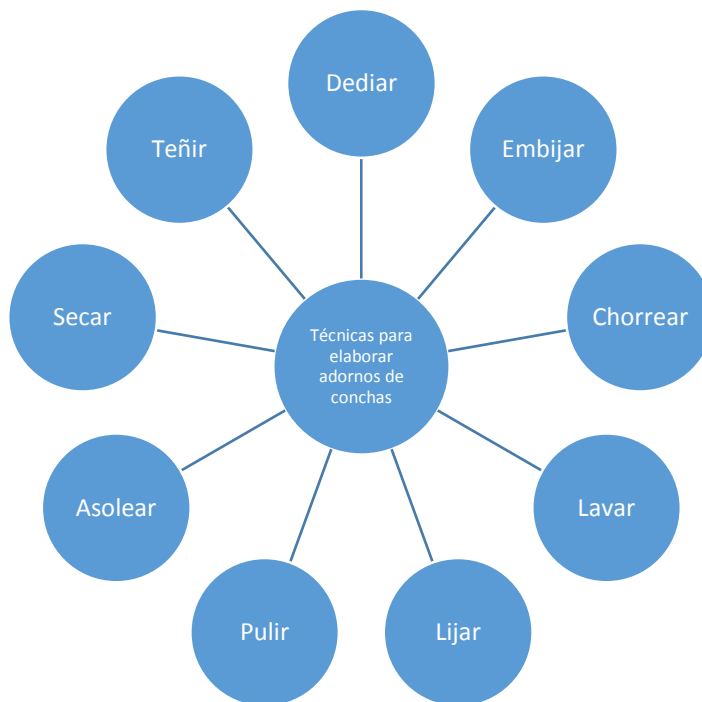 Dediar
Embijar
Chorrear
Lavar
Lijar
Pulir
Asolear
Secar
Teñir
Técnicas para
elaborar
adornos de
conchas